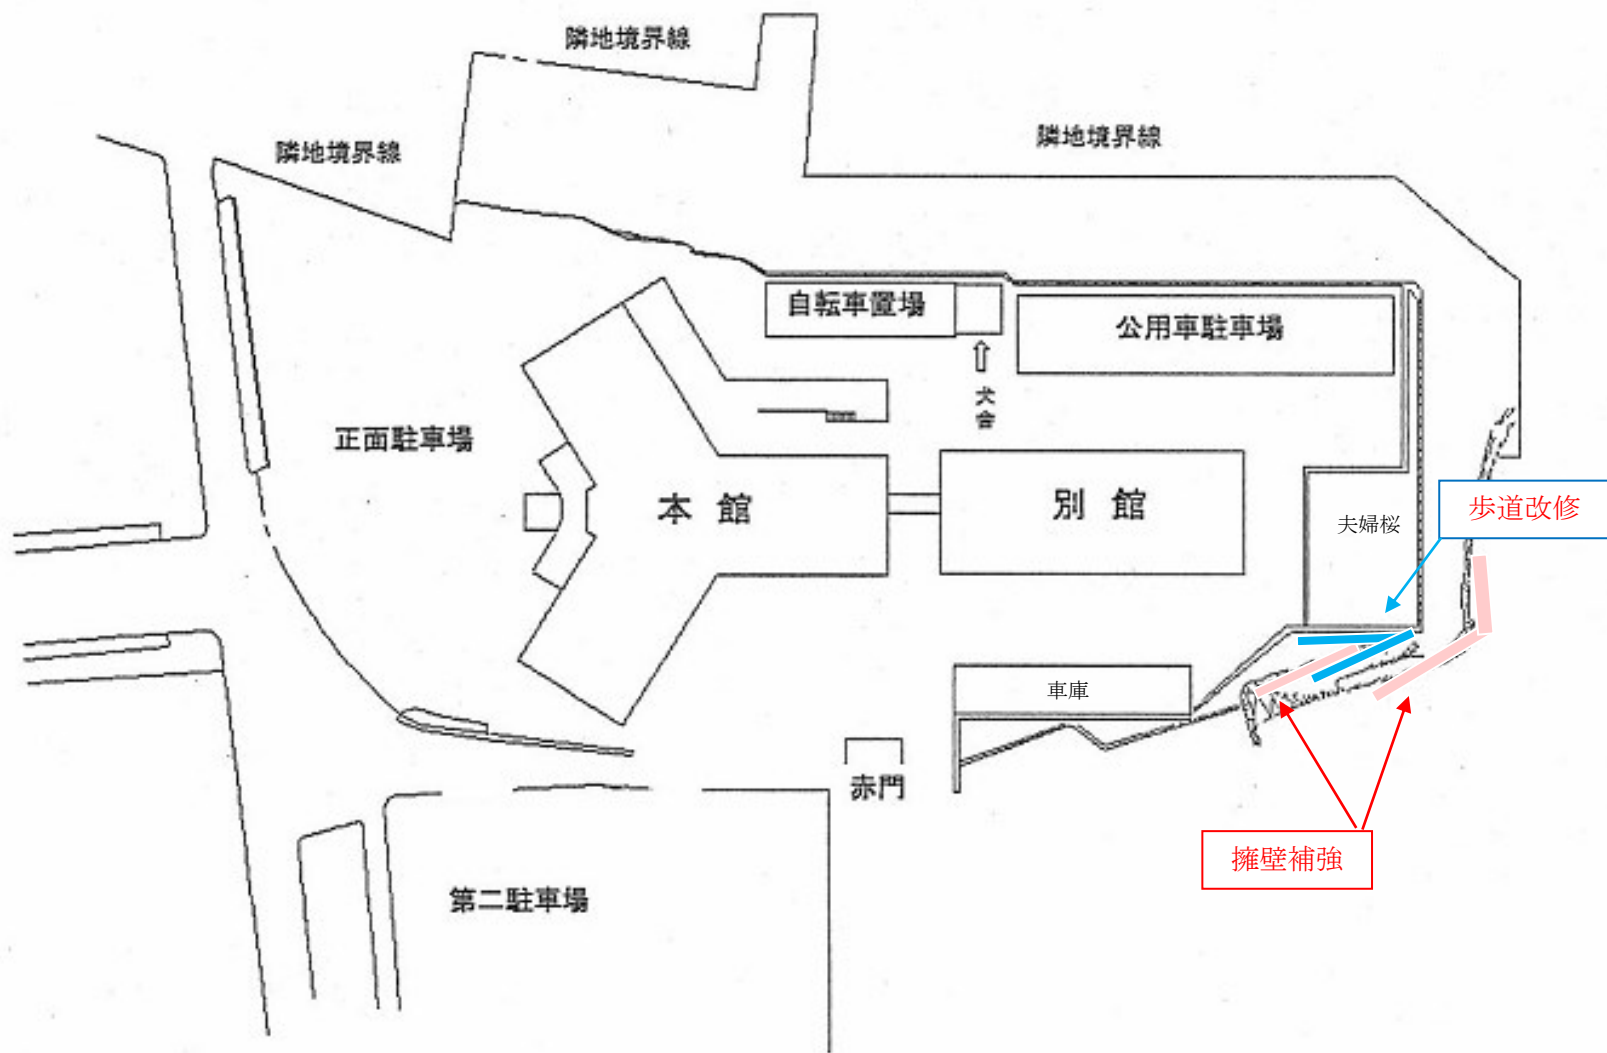 隣地境界線
隣地境界線
隣地境界線
自転車置場
公用車駐車場
犬舎
正面駐車場
本館
別館
夫婦桜
歩道改修
車庫
赤門
擁壁補強
第二駐車場